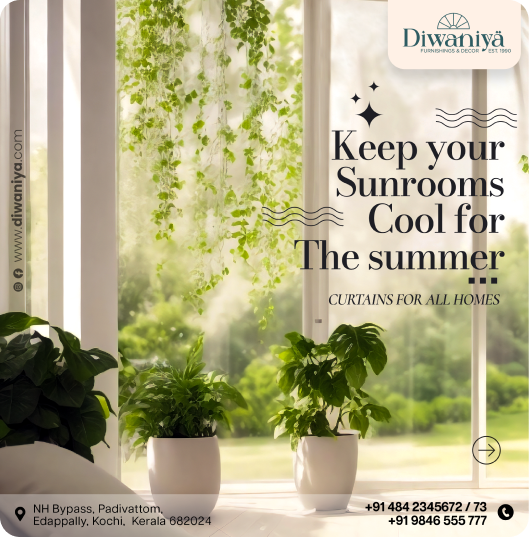 Diwaniyä
FURNISHINGS & DECOR EST. 1990
Keep your
Sunrooms
Cool for
The summer
CURTAINS FOR ALL HOMES
www.diwaniya.com
NH Bypass, Padivattom,
Edappally, Kochi, Kerala 682024
+91 484 2345672 / 73
+91 9846 555 777